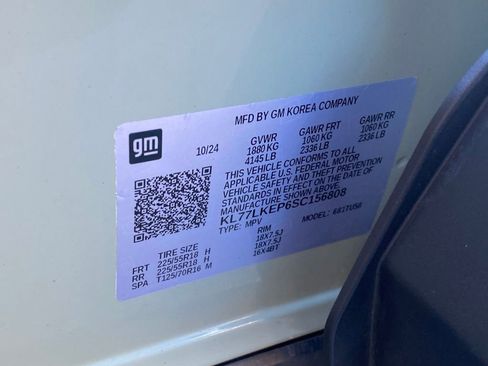 MFD BY GM KOREA COMPANY
gm
10/24
GVWR GAWR FRT GAWR RR
1880 KG 1060 KG 1060 KG
4145 LB 2336 LB 2336 LB
THIS VEHICLE CONFORMS TO ALL
APPLICABLE U.S. FEDERAL MOTOR
VEHICLE SAFETY AND THEFT
PREVENTION STANDARDS IN EFFECT ON
THE DATE OF
MANUFACTURE SHOWN ABOVE.
KL77LKEP6SC156808
TYPE: MPV MODEL:
TIRE SIZE RIM
FRT 225/55R18 H 18X7.5J
RR 225/55R18 H 18X7.5J
SPA T125/70R16 M 16X4BT